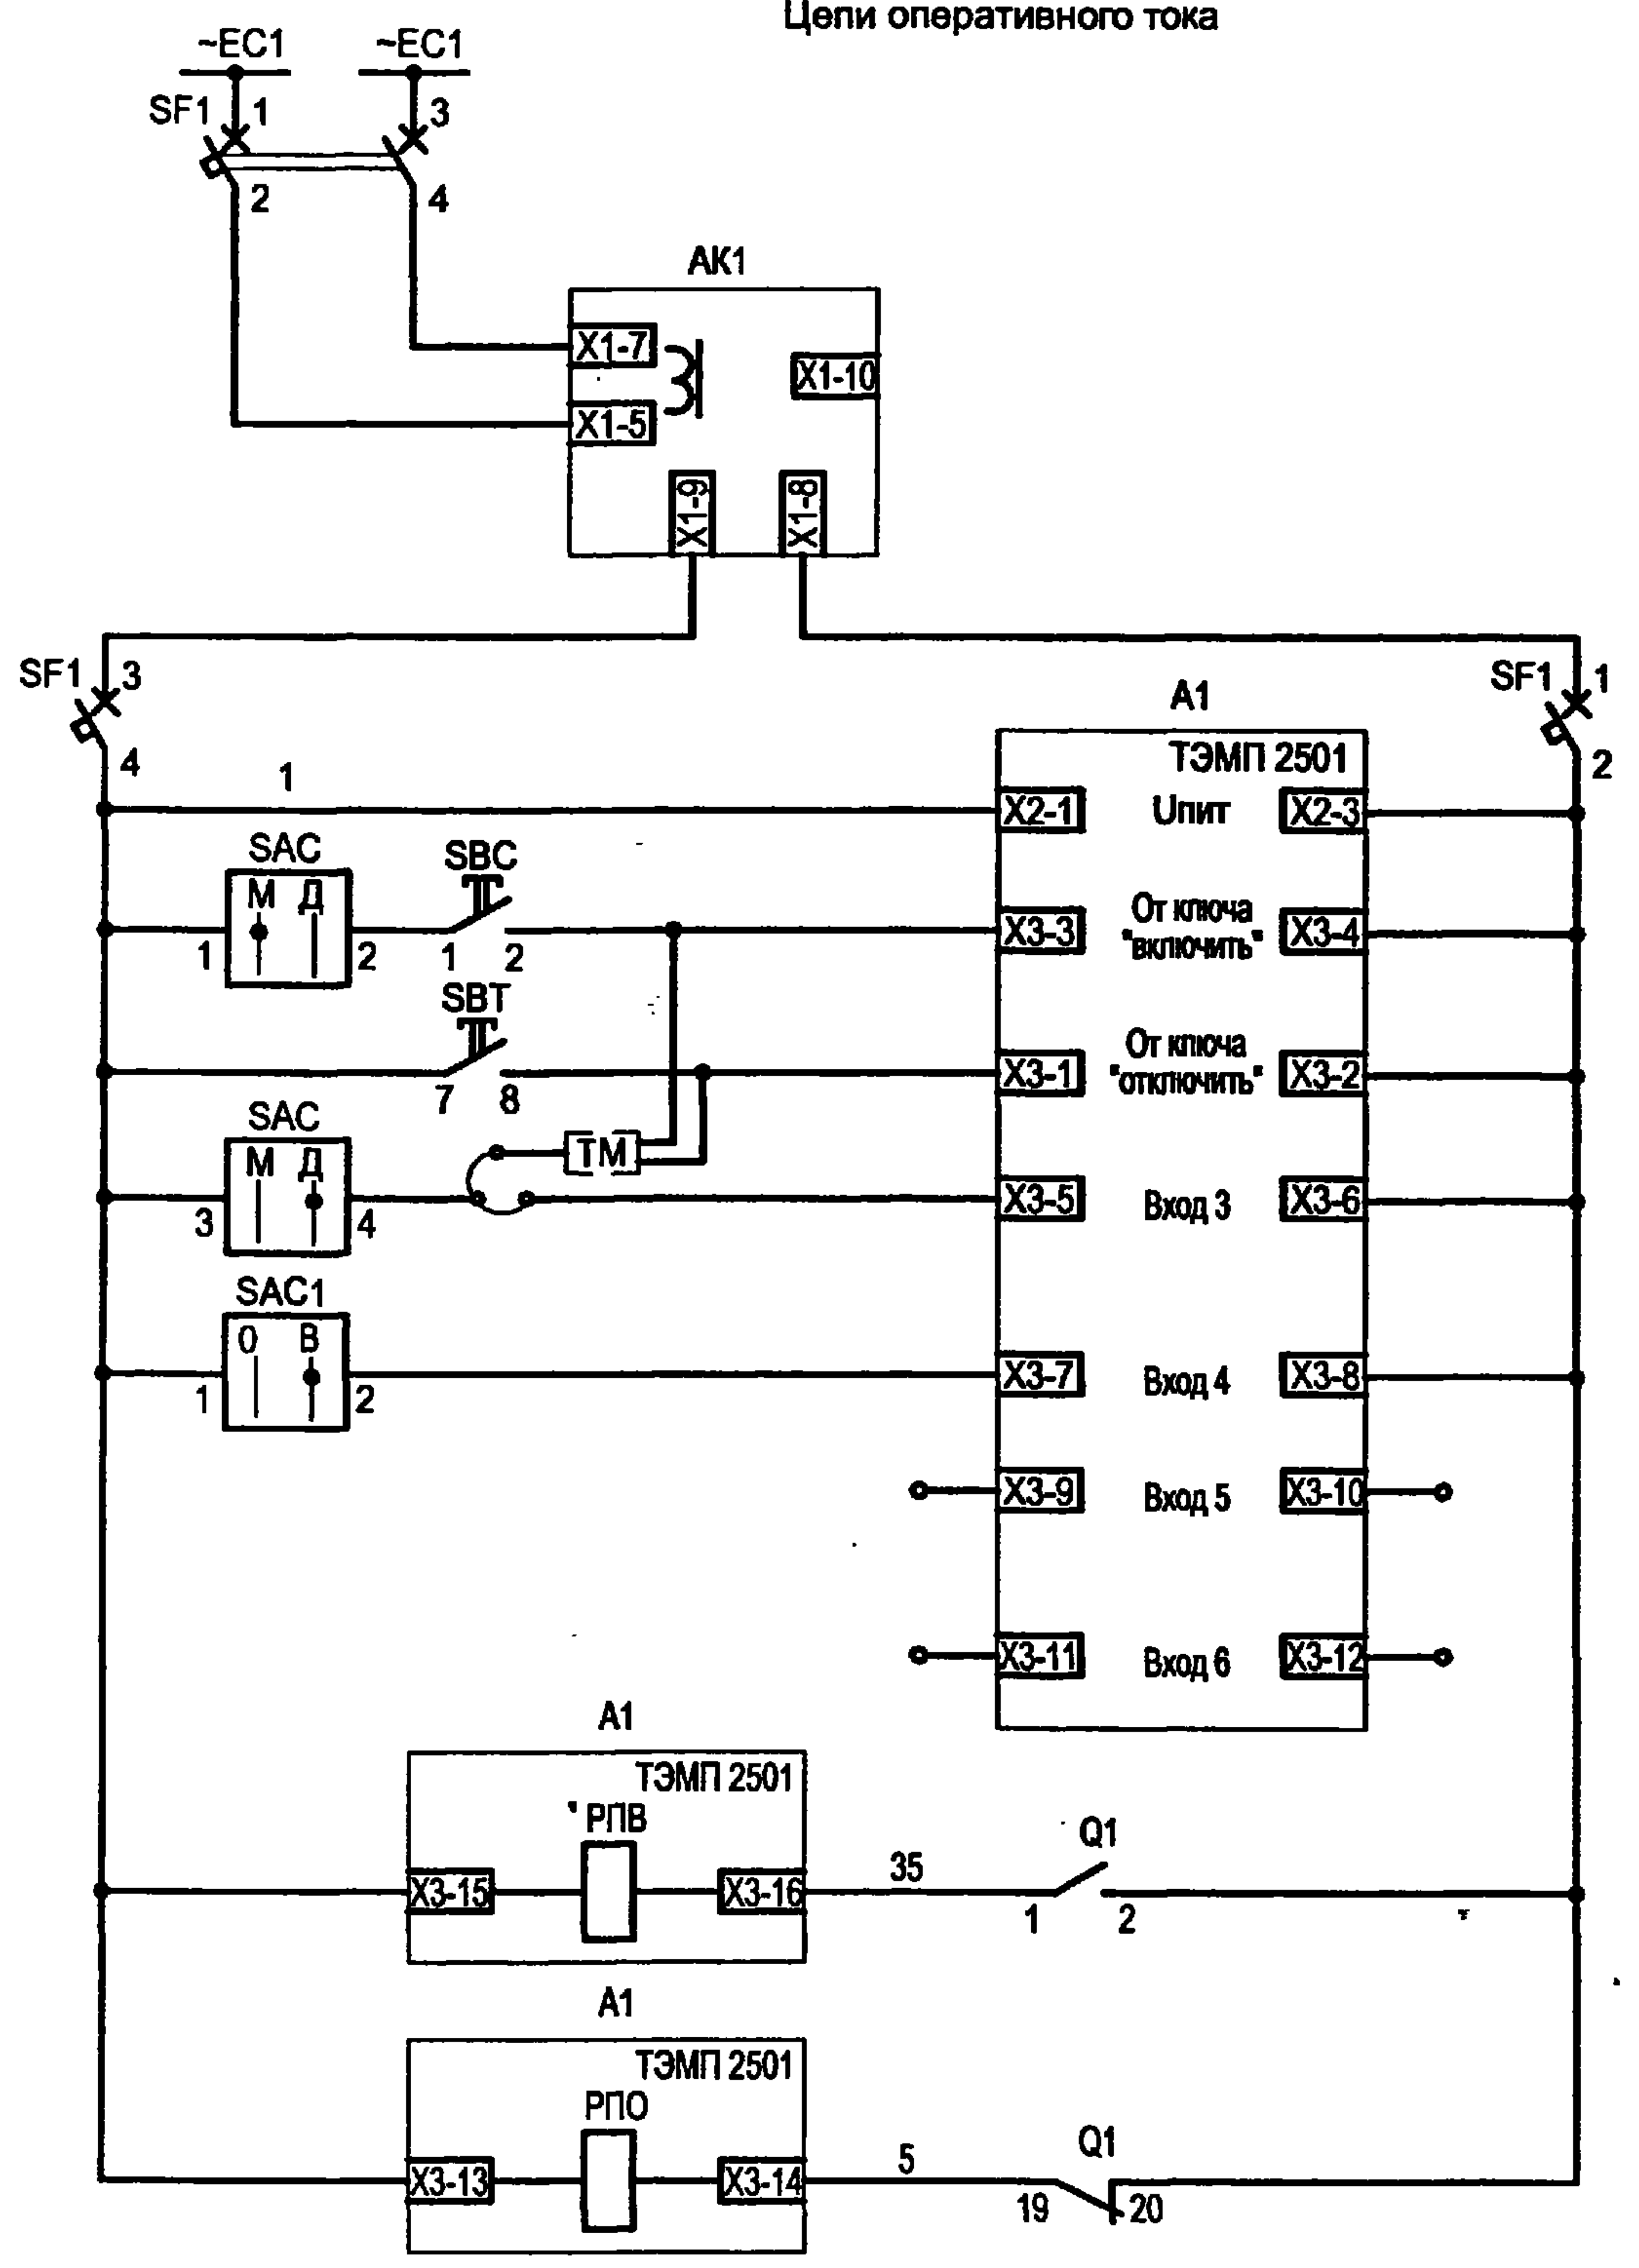 Цепи оперативного тока
~EC1
~EC1
SF1
1
3
2
4
АК1
X1-7
X1-10
X1-5
X1-9
X1-8
SF1
3
4
SF1
1
2
A1
ТЭМП 2501
1
X2-1
Uпит
X2-3
SAC
М Д
1
2
SBC
1
2
X3-3
От ключа
"включить"
X3-4
SBT
7
8
X3-1
От ключа
"отключить"
X3-2
SAC
М Д
3
4
ТМ
X3-5
Вход 3
X3-6
SAC1
0 В
1
2
X3-7
Вход 4
X3-8
X3-9
Вход 5
X3-10
X3-11
Вход 6
X3-12
A1
ТЭМП 2501
РПВ
X3-15
X3-16
35
Q1
1
2
A1
ТЭМП 2501
РПО
X3-13
X3-14
5
Q1
19
20